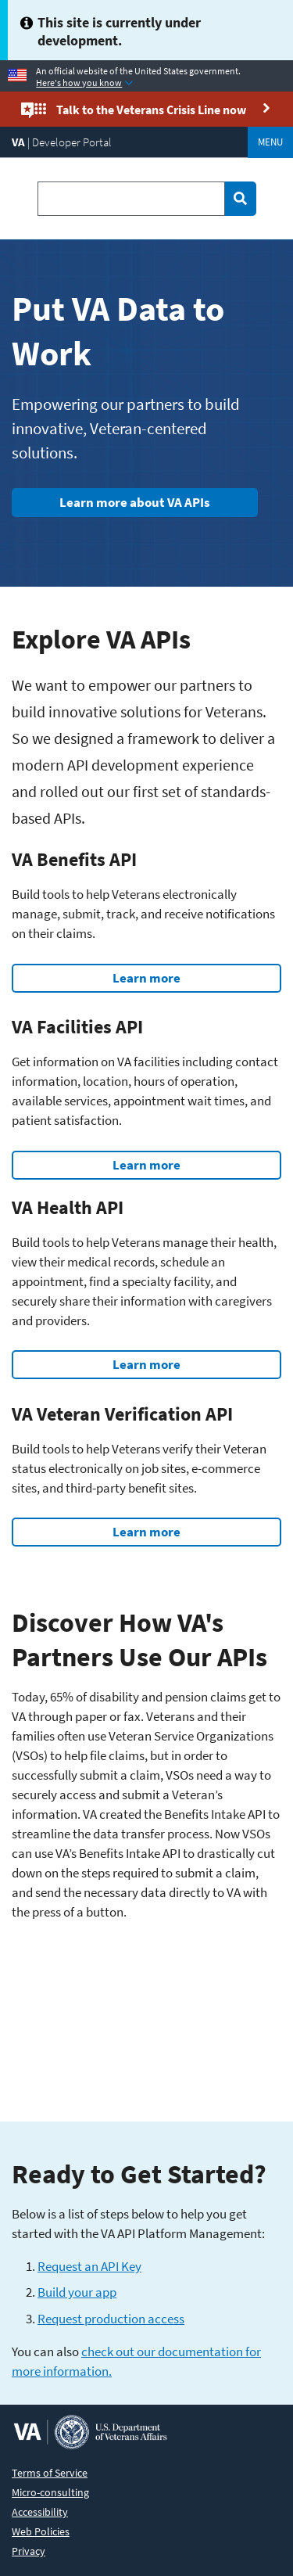 This site is currently under
development.
An official website of the United States government.
Here's how you know
Talk to the Veterans Crisis Line now
VA | Developer Portal
MENU
Put VA Data to
Work
Empowering our partners to build
innovative, Veteran-centered
solutions.
Learn more about VA APIs
Explore VA APIs
We want to empower our partners to
build innovative solutions for Veterans.
So we designed a framework to deliver a
modern API development experience
and rolled out our first set of standards-
based APIs.
VA Benefits API
Build tools to help Veterans electronically
manage, submit, track, and receive notifications
on their claims.
Learn more
VA Facilities API
Get information on VA facilities including contact
information, location, hours of operation,
available services, appointment wait times, and
patient satisfaction.
Learn more
VA Health API
Build tools to help Veterans manage their health,
view their medical records, schedule an
appointment, find a specialty facility, and
securely share their information with caregivers
and providers.
Learn more
VA Veteran Verification API
Build tools to help Veterans verify their Veteran
status electronically on job sites, e-commerce
sites, and third-party benefit sites.
Learn more
Discover How VA's
Partners Use Our APIs
Today, 65% of disability and pension claims get to
VA through paper or fax. Veterans and their
families often use Veteran Service Organizations
(VSOs) to help file claims, but in order to
successfully submit a claim, VSOs need a way to
securely access and submit a Veteran’s
information. VA created the Benefits Intake API to
streamline the data transfer process. Now VSOs
can use VA’s Benefits Intake API to drastically cut
down on the steps required to submit a claim,
and send the necessary data directly to VA with
the press of a button.
Ready to Get Started?
Below is a list of steps below to help you get
started with the VA API Platform Management:
1. Request an API Key
2. Build your app
3. Request production access
You can also check out our documentation for
more information.
VA
U.S. Department
of Veterans Affairs
Terms of Service
Micro-consulting
Accessibility
Web Policies
Privacy